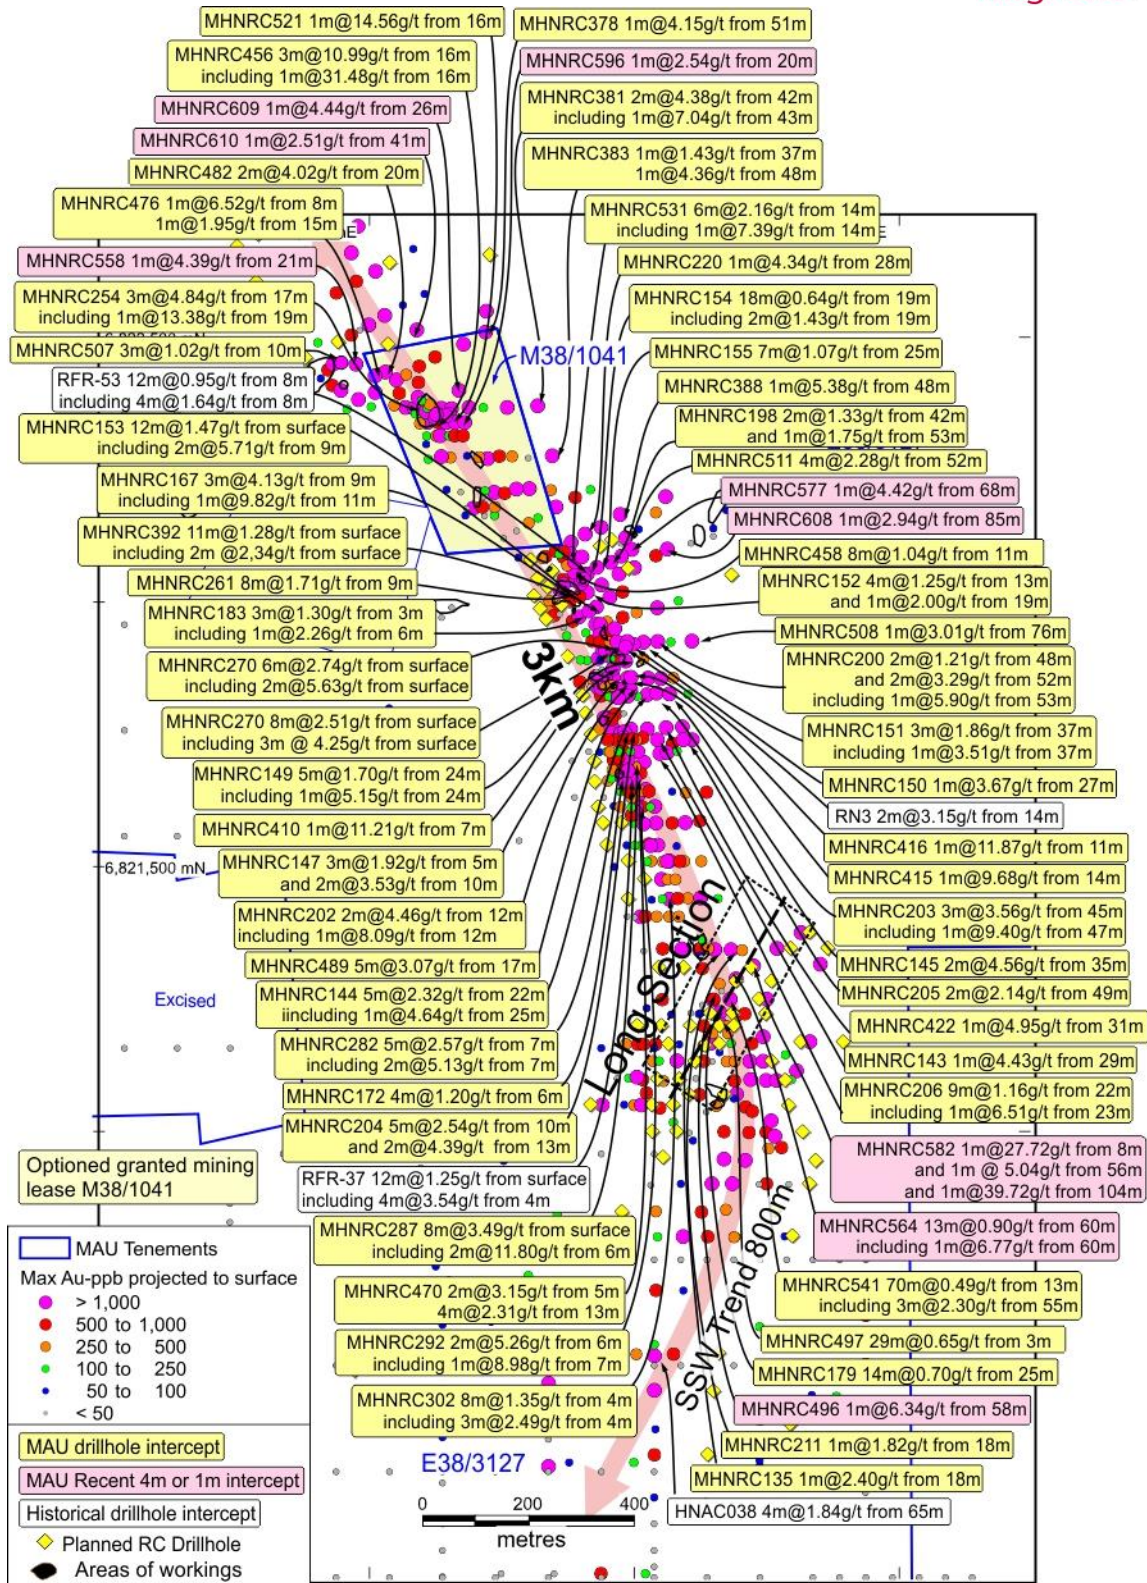 MHNRC521 1m@14.56g/t from 16m
MHNRC378 1m@4.15g/t from 51m
MHNRC456 3m@10.99g/t from 16m
including 1m@31.48g/t from 16m
MHNRC596 1m@2.54g/t from 20m
MHNRC609 1m@4.44g/t from 26m
MHNRC381 2m@4.38g/t from 42m
including 1m@7.04g/t from 43m
MHNRC610 1m@2.51g/t from 41m
MHNRC383 1m@1.43g/t from 37m
1m@4.36g/t from 48m
MHNRC482 2m@4.02g/t from 20m
MHNRC476 1m@6.52g/t from 8m
1m@1.95g/t from 15m
MHNRC531 6m@2.16g/t from 14m
including 1m@7.39g/t from 14m
MHNRC558 1m@4.39g/t from 21m
MHNRC220 1m@4.34g/t from 28m
MHNRC254 3m@4.84g/t from 17m
including 1m@13.38g/t from 19m
MHNRC154 18m@0.64g/t from 19m
including 2m@1.43g/t from 19m
MHNRC507 3m@1.02g/t from 10m
M38/1041
MHNRC155 7m@1.07g/t from 25m
RFR-53 12m@0.95g/t from 8m
including 4m@1.64g/t from 8m
MHNRC388 1m@5.38g/t from 48m
MHNRC153 12m@1.47g/t from surface
including 2m@5.71g/t from 9m
MHNRC198 2m@1.33g/t from 42m
and 1m@1.75g/t from 53m
MHNRC511 4m@2.28g/t from 52m
MHNRC167 3m@4.13g/t from 9m
including 1m@9.82g/t from 11m
MHNRC577 1m@4.42g/t from 68m
MHNRC608 1m@2.94g/t from 85m
MHNRC392 11m@1.28g/t from surface
including 2m @2,34g/t from surface
MHNRC458 8m@1.04g/t from 11m
MHNRC261 8m@1.71g/t from 9m
MHNRC152 4m@1.25g/t from 13m
and 1m@2.00g/t from 19m
MHNRC183 3m@1.30g/t from 3m
including 1m@2.26g/t from 6m
MHNRC508 1m@3.01g/t from 76m
MHNRC270 6m@2.74g/t from surface
including 2m@5.63g/t from surface
3km
MHNRC200 2m@1.21g/t from 48m
and 2m@3.29g/t from 52m
including 1m@5.90g/t from 53m
MHNRC270 8m@2.51g/t from surface
including 3m @ 4.25g/t from surface
MHNRC151 3m@1.86g/t from 37m
including 1m@3.51g/t from 37m
MHNRC149 5m@1.70g/t from 24m
including 1m@5.15g/t from 24m
MHNRC150 1m@3.67g/t from 27m
RN3 2m@3.15g/t from 14m
MHNRC410 1m@11.21g/t from 7m
MHNRC416 1m@11.87g/t from 11m
6,821,500 mN
MHNRC147 3m@1.92g/t from 5m
and 2m@3.53g/t from 10m
MHNRC415 1m@9.68g/t from 14m
MHNRC202 2m@4.46g/t from 12m
including 1m@8.09g/t from 12m
MHNRC203 3m@3.56g/t from 45m
including 1m@9.40g/t from 47m
MHNRC489 5m@3.07g/t from 17m
MHNRC145 2m@4.56g/t from 35m
MHNRC205 2m@2.14g/t from 49m
Excised
Long Section
MHNRC144 5m@2.32g/t from 22m
iincluding 1m@4.64g/t from 25m
MHNRC422 1m@4.95g/t from 31m
MHNRC282 5m@2.57g/t from 7m
including 2m@5.13g/t from 7m
MHNRC143 1m@4.43g/t from 29m
MHNRC172 4m@1.20g/t from 6m
MHNRC206 9m@1.16g/t from 22m
including 1m@6.51g/t from 23m
MHNRC204 5m@2.54g/t from 10m
and 2m@4.39g/t from 13m
MHNRC582 1m@27.72g/t from 8m
and 1m @ 5.04g/t from 56m
and 1m@39.72g/t from 104m
Optioned granted mining
lease M38/1041
RFR-37 12m@1.25g/t from surface
including 4m@3.54g/t from 4m
MHNRC287 8m@3.49g/t from surface
including 2m@11.80g/t from 6m
MHNRC564 13m@0.90g/t from 60m
including 1m@6.77g/t from 60m
SSW Trend 800m
MHNRC470 2m@3.15g/t from 5m
4m@2.31g/t from 13m
MHNRC541 70m@0.49g/t from 13m
including 3m@2.30g/t from 55m
MHNRC292 2m@5.26g/t from 6m
including 1m@8.98g/t from 7m
MHNRC497 29m@0.65g/t from 3m
MHNRC179 14m@0.70g/t from 25m
MHNRC302 8m@1.35g/t from 4m
including 3m@2.49g/t from 4m
MHNRC496 1m@6.34g/t from 58m
MHNRC211 1m@1.82g/t from 18m
E38/3127
MHNRC135 1m@2.40g/t from 18m
HNAC038 4m@1.84g/t from 65m
0 200 400
metres
MAU Tenements
Max Au-ppb projected to surface
> 1,000
500 to 1,000
250 to 500
100 to 250
50 to 100
< 50
MAU drillhole intercept
MAU Recent 4m or 1m intercept
Historical drillhole intercept
Planned RC Drillhole
Areas of workings